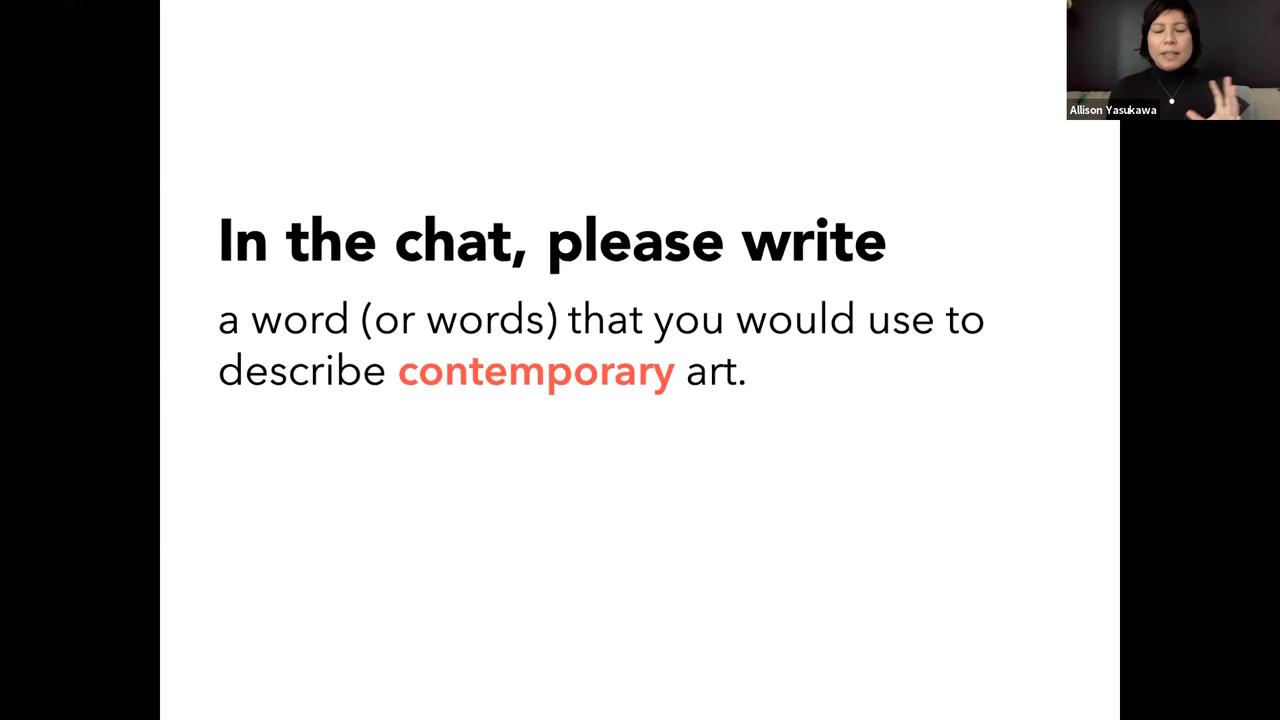 Allison Yasukawa
In the chat, please write
a word (or words) that you would use to
describe contemporary art.